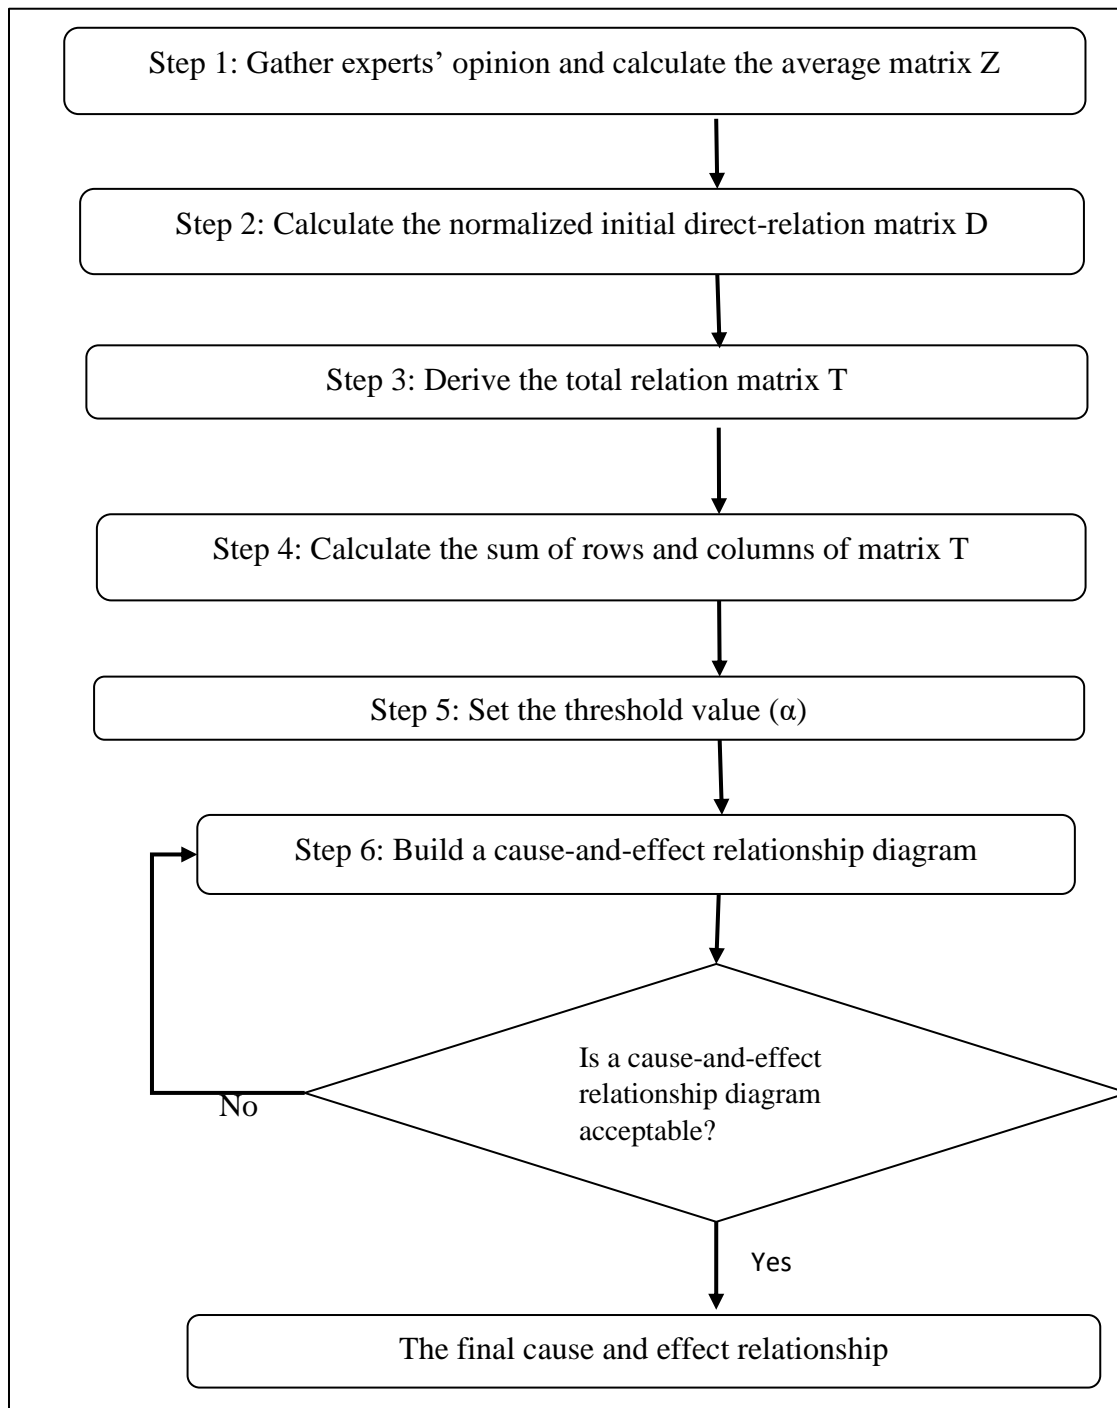 Step 1: Gather experts’ opinion and calculate the average matrix Z
Step 2: Calculate the normalized initial direct-relation matrix D
Step 3: Derive the total relation matrix T
Step 4: Calculate the sum of rows and columns of matrix T
Step 5: Set the threshold value (α)
Step 6: Build a cause-and-effect relationship diagram
Is a cause-and-effect
relationship diagram
acceptable?
No
Yes
The final cause and effect relationship